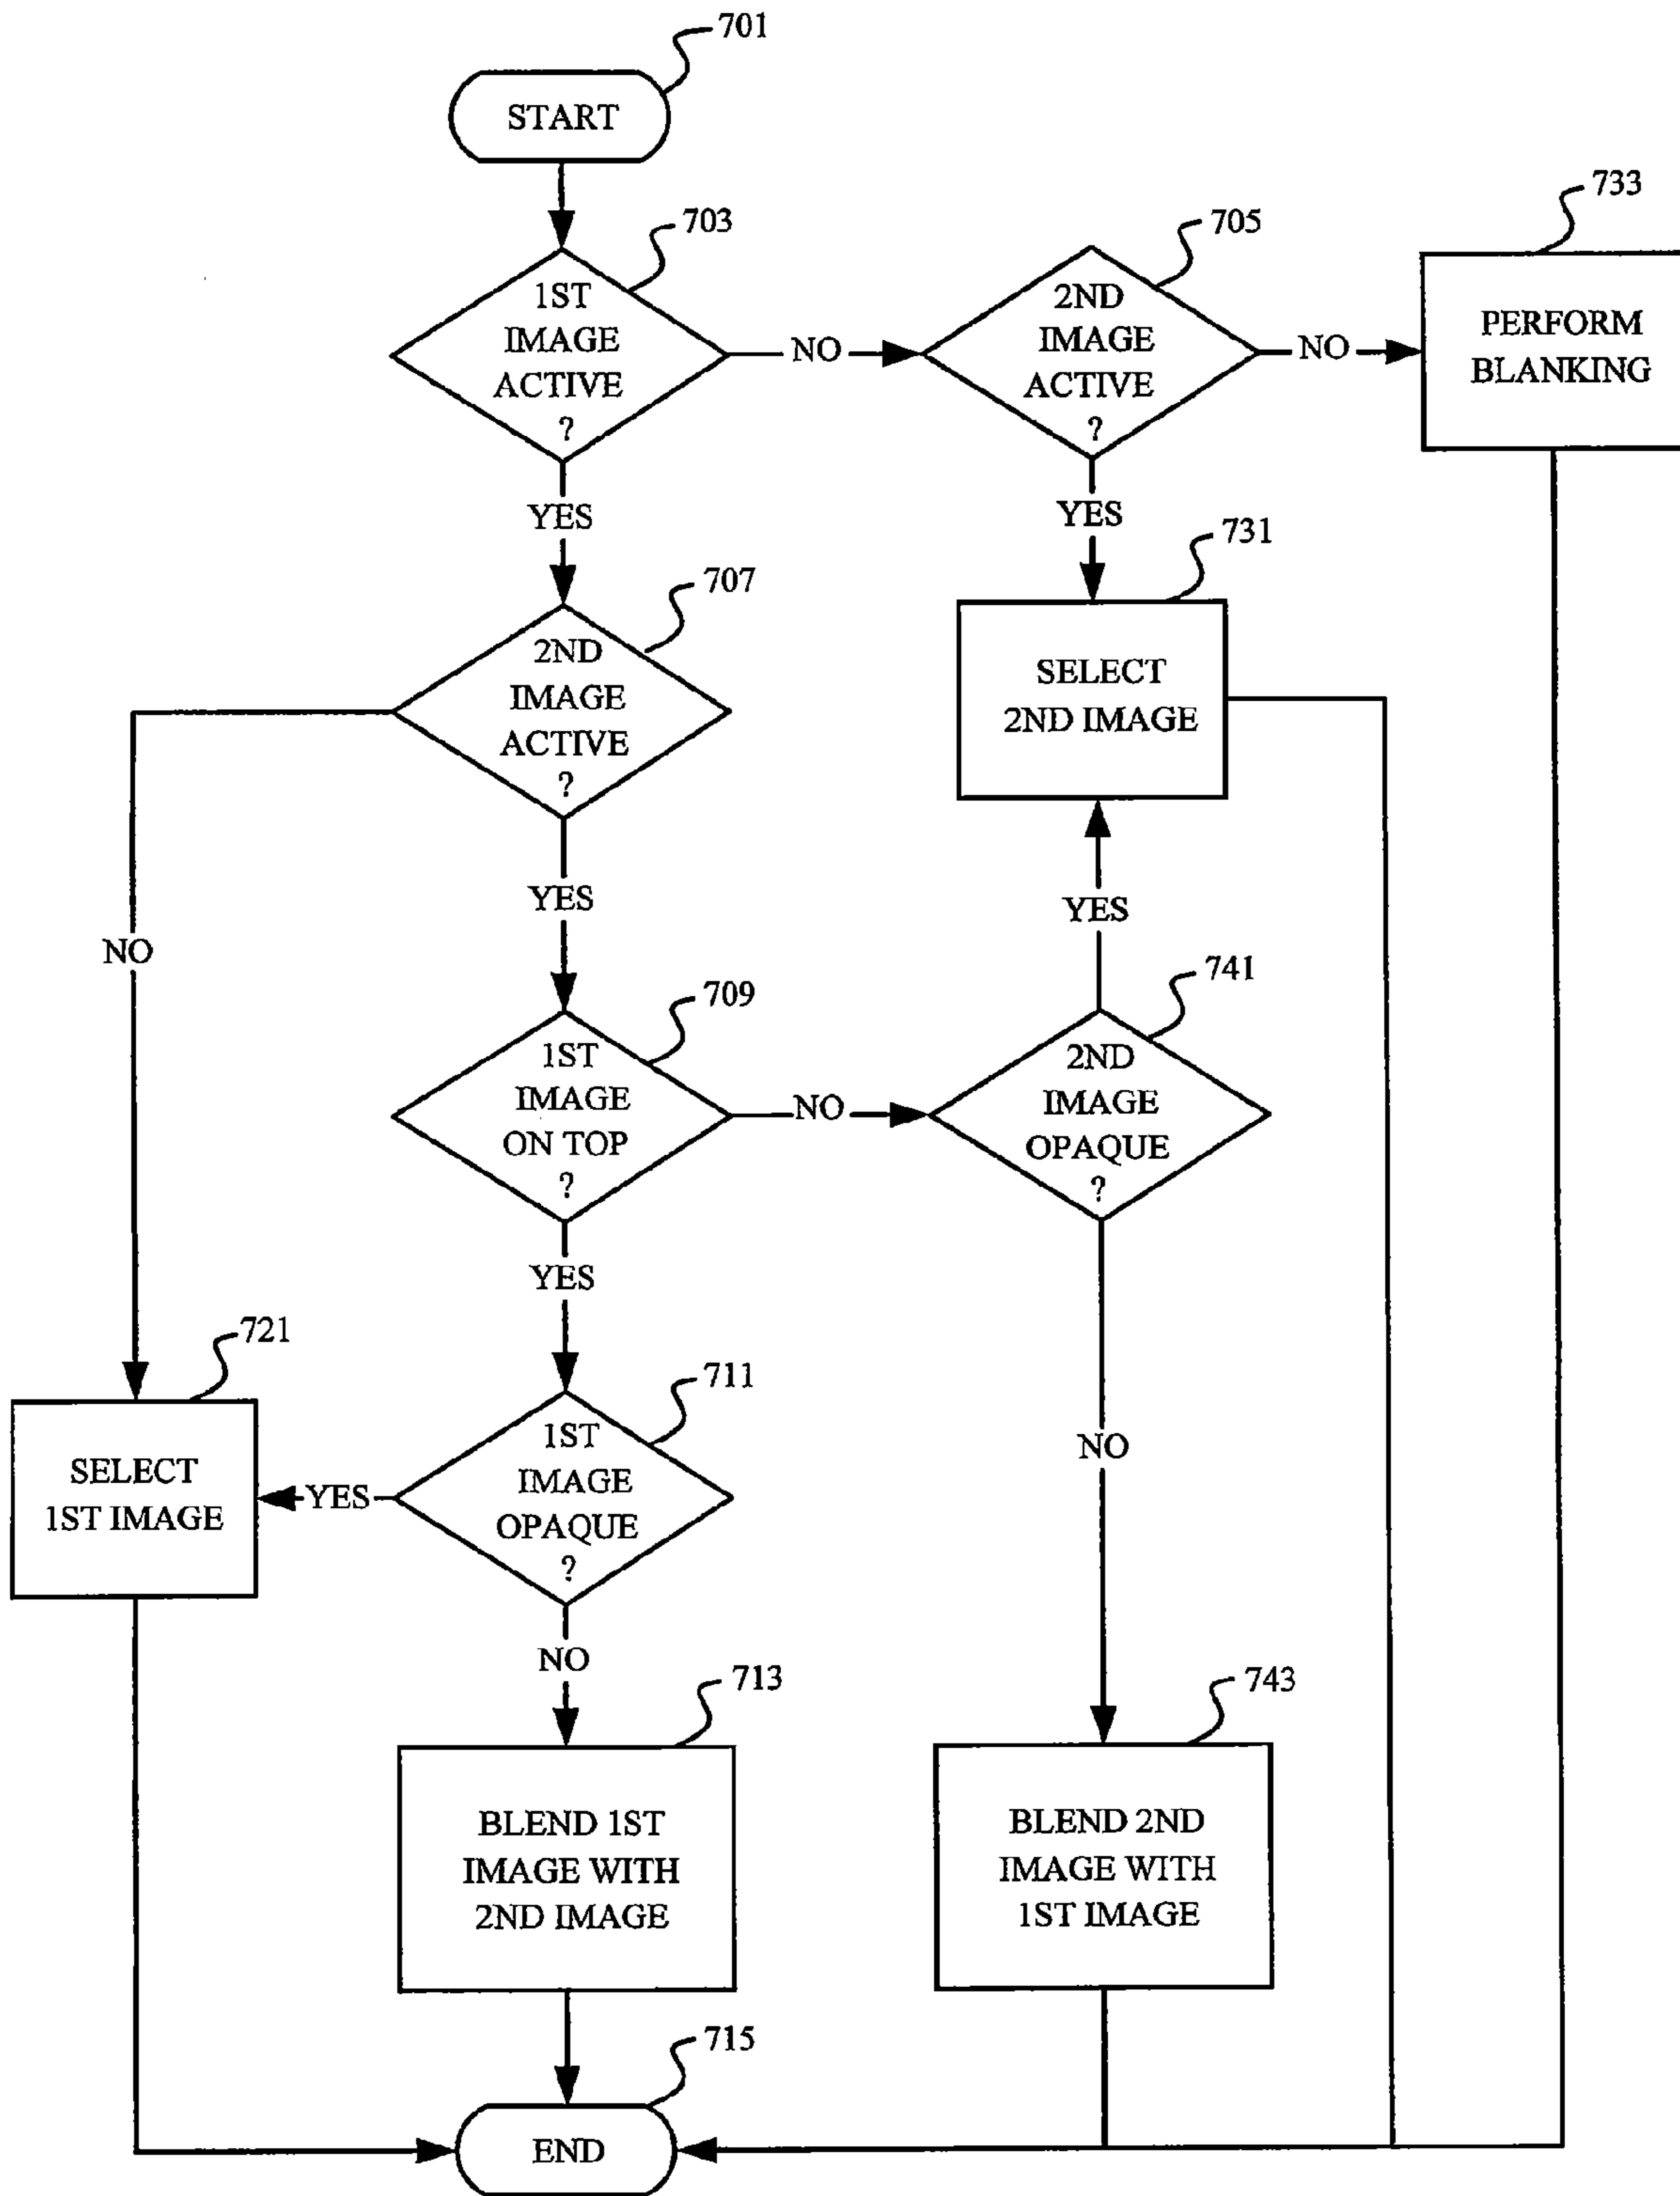 701
START
703
1ST
IMAGE
ACTIVE
?
NO
705
2ND
IMAGE
ACTIVE
?
NO
733
PERFORM
BLANKING
YES
YES
731
SELECT
2ND IMAGE
707
2ND
IMAGE
ACTIVE
?
NO
YES
YES
709
1ST
IMAGE
ON TOP
?
NO
741
2ND
IMAGE
OPAQUE
?
YES
NO
721
SELECT
1ST IMAGE
YES
711
1ST
IMAGE
OPAQUE
?
NO
713
BLEND 1ST
IMAGE WITH
2ND IMAGE
743
BLEND 2ND
IMAGE WITH
1ST IMAGE
715
END